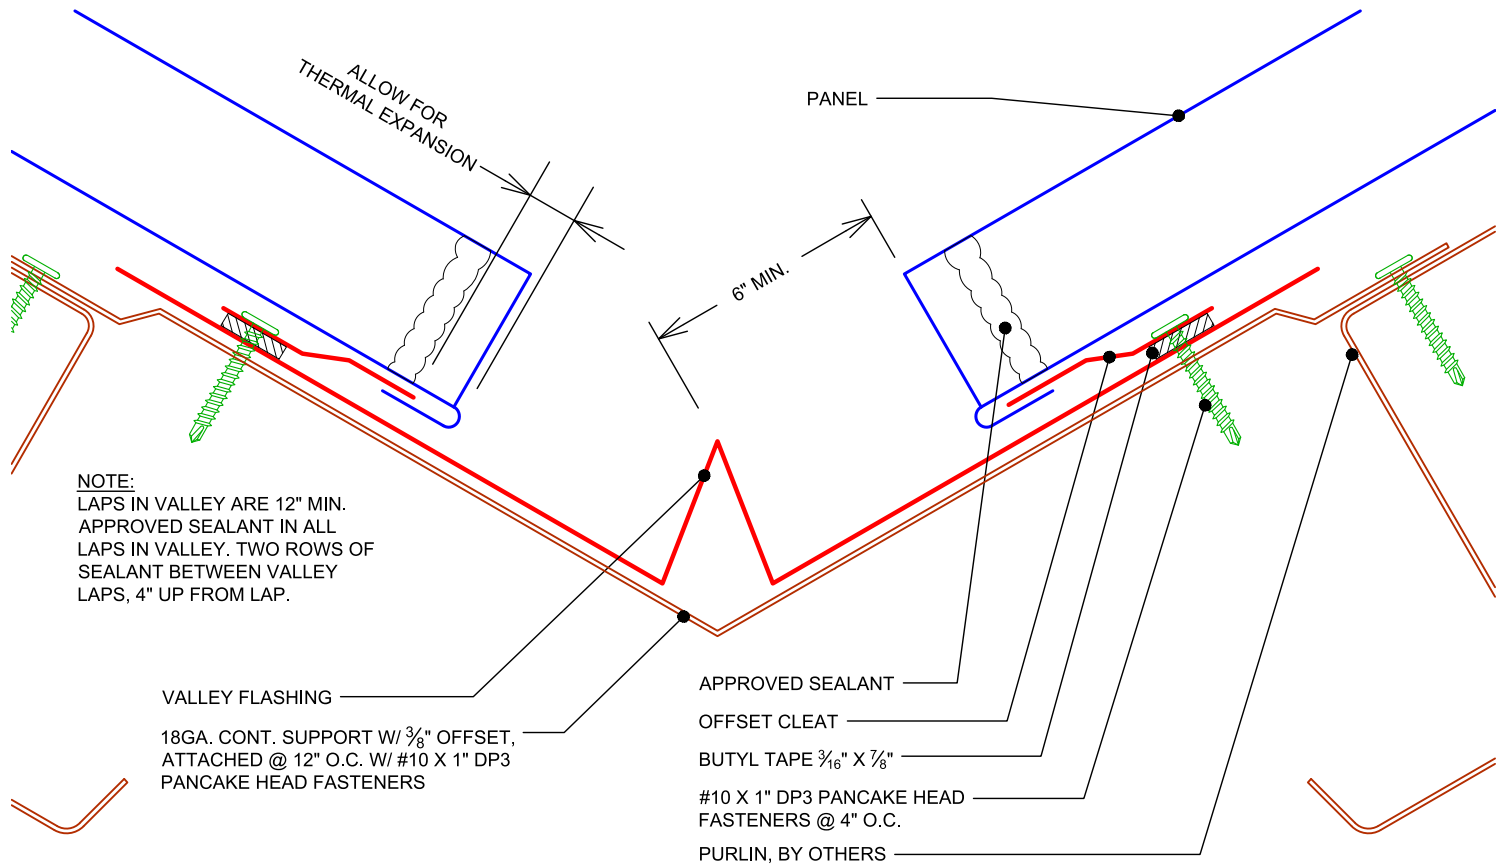 ALLOW FOR
THERMAL EXPANSION
PANEL
6" MIN.
NOTE:
LAPS IN VALLEY ARE 12" MIN.
APPROVED SEALANT IN ALL
LAPS IN VALLEY. TWO ROWS OF
SEALANT BETWEEN VALLEY
LAPS, 4" UP FROM LAP.
VALLEY FLASHING
18GA. CONT. SUPPORT W/ 3/8" OFFSET,
ATTACHED @ 12" O.C. W/ #10 X 1" DP3
PANCAKE HEAD FASTENERS
APPROVED SEALANT
OFFSET CLEAT
BUTYL TAPE 3/16" X 7/8"
#10 X 1" DP3 PANCAKE HEAD
FASTENERS @ 4" O.C.
PURLIN, BY OTHERS